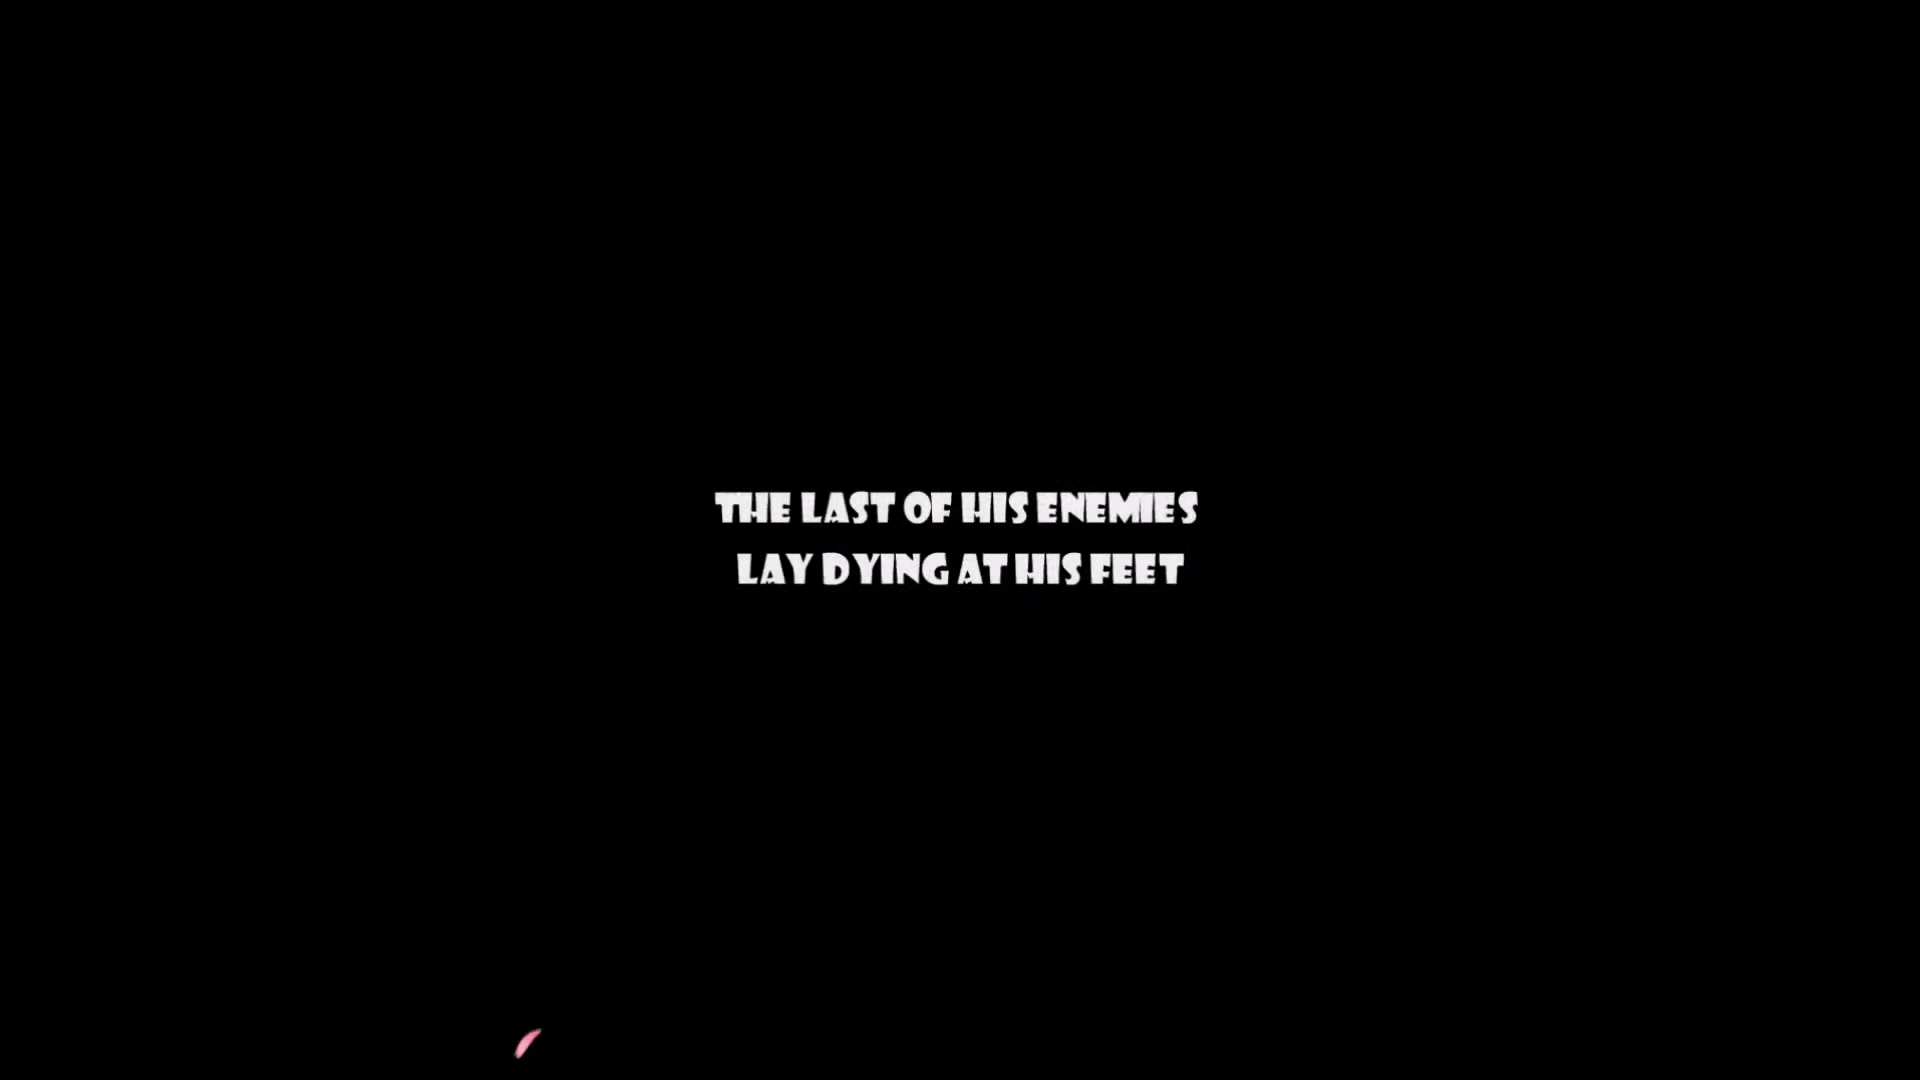 THE LAST OF HIS ENEMIES
LAY DYING AT HIS FEET